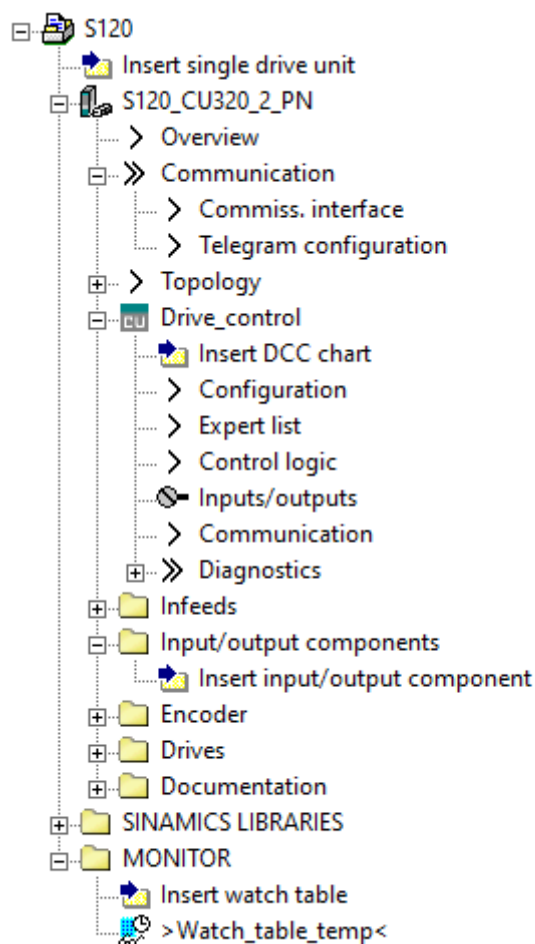 S120
Insert single drive unit
S120_CU320_2_PN
Overview
Communication
Commiss. interface
Telegram configuration
Topology
Drive_control
Insert DCC chart
Configuration
Expert list
Control logic
Inputs/outputs
Communication
Diagnostics
Infeeds
Input/output components
Insert input/output component
Encoder
Drives
Documentation
SINAMICS LIBRARIES
MONITOR
Insert watch table
>Watch_table_temp<